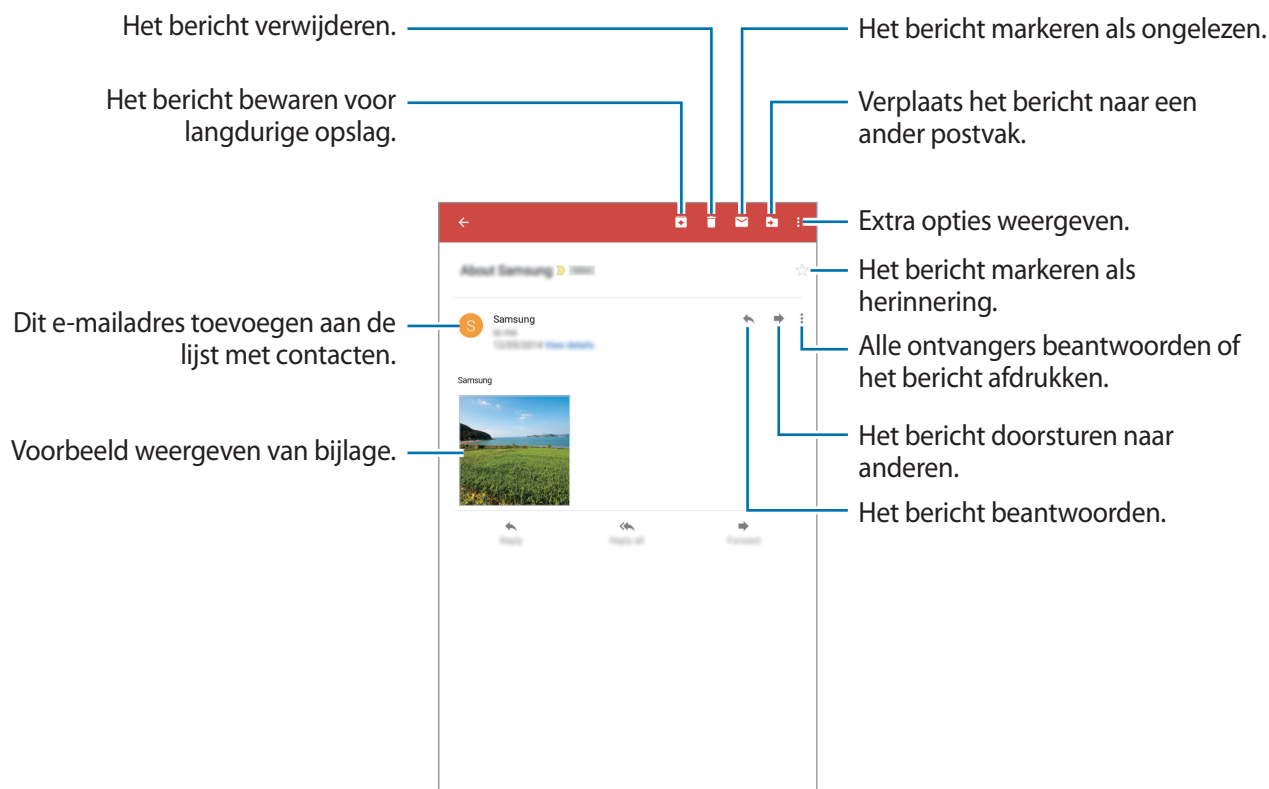 Het bericht verwijderen.
Het bericht bewaren voor
langdurige opslag.
Dit e-mailadres toevoegen aan de
lijst met contacten.
Voorbeeld weergeven van bijlage.
Het bericht markeren als ongelezen.
Verplaats het bericht naar een
ander postvak.
Extra opties weergeven.
Het bericht markeren als
herinnering.
Alle ontvangers beantwoorden of
het bericht afdrukken.
Het bericht doorsturen naar
anderen.
Het bericht beantwoorden.
About Samsung
S
Samsung
View details
Samsung
Reply
Reply all
Forward